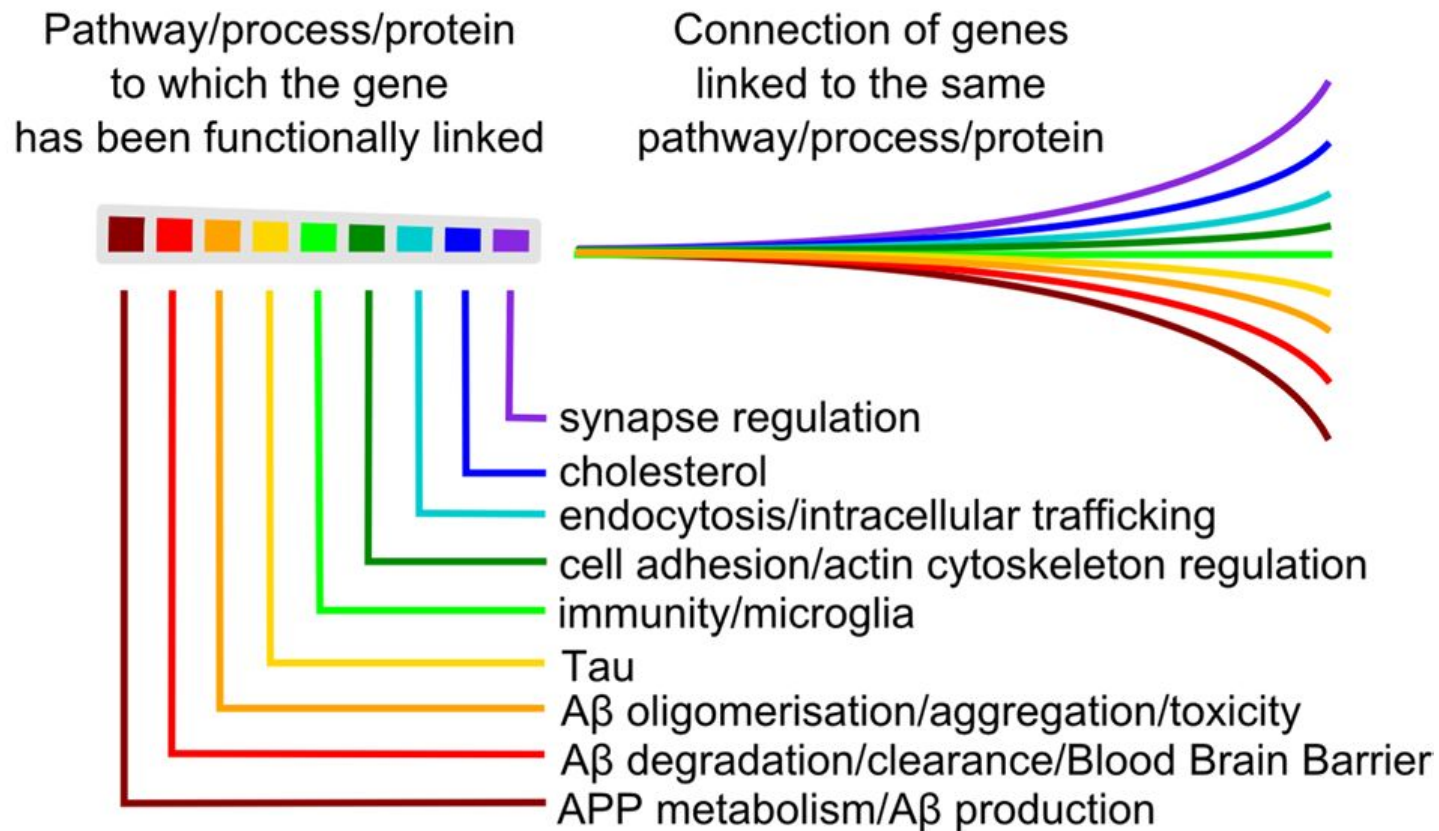 Pathway/process/protein
to which the gene
has been functionally linked
Connection of genes
linked to the same
pathway/process/protein
synapse regulation
cholesterol
endocytosis/intracellular trafficking
cell adhesion/actin cytoskeleton regulation
immunity/microglia
Tau
Aβ oligomerisation/aggregation/toxicity
Aβ degradation/clearance/Blood Brain Barrier
APP metabolism/Aβ production